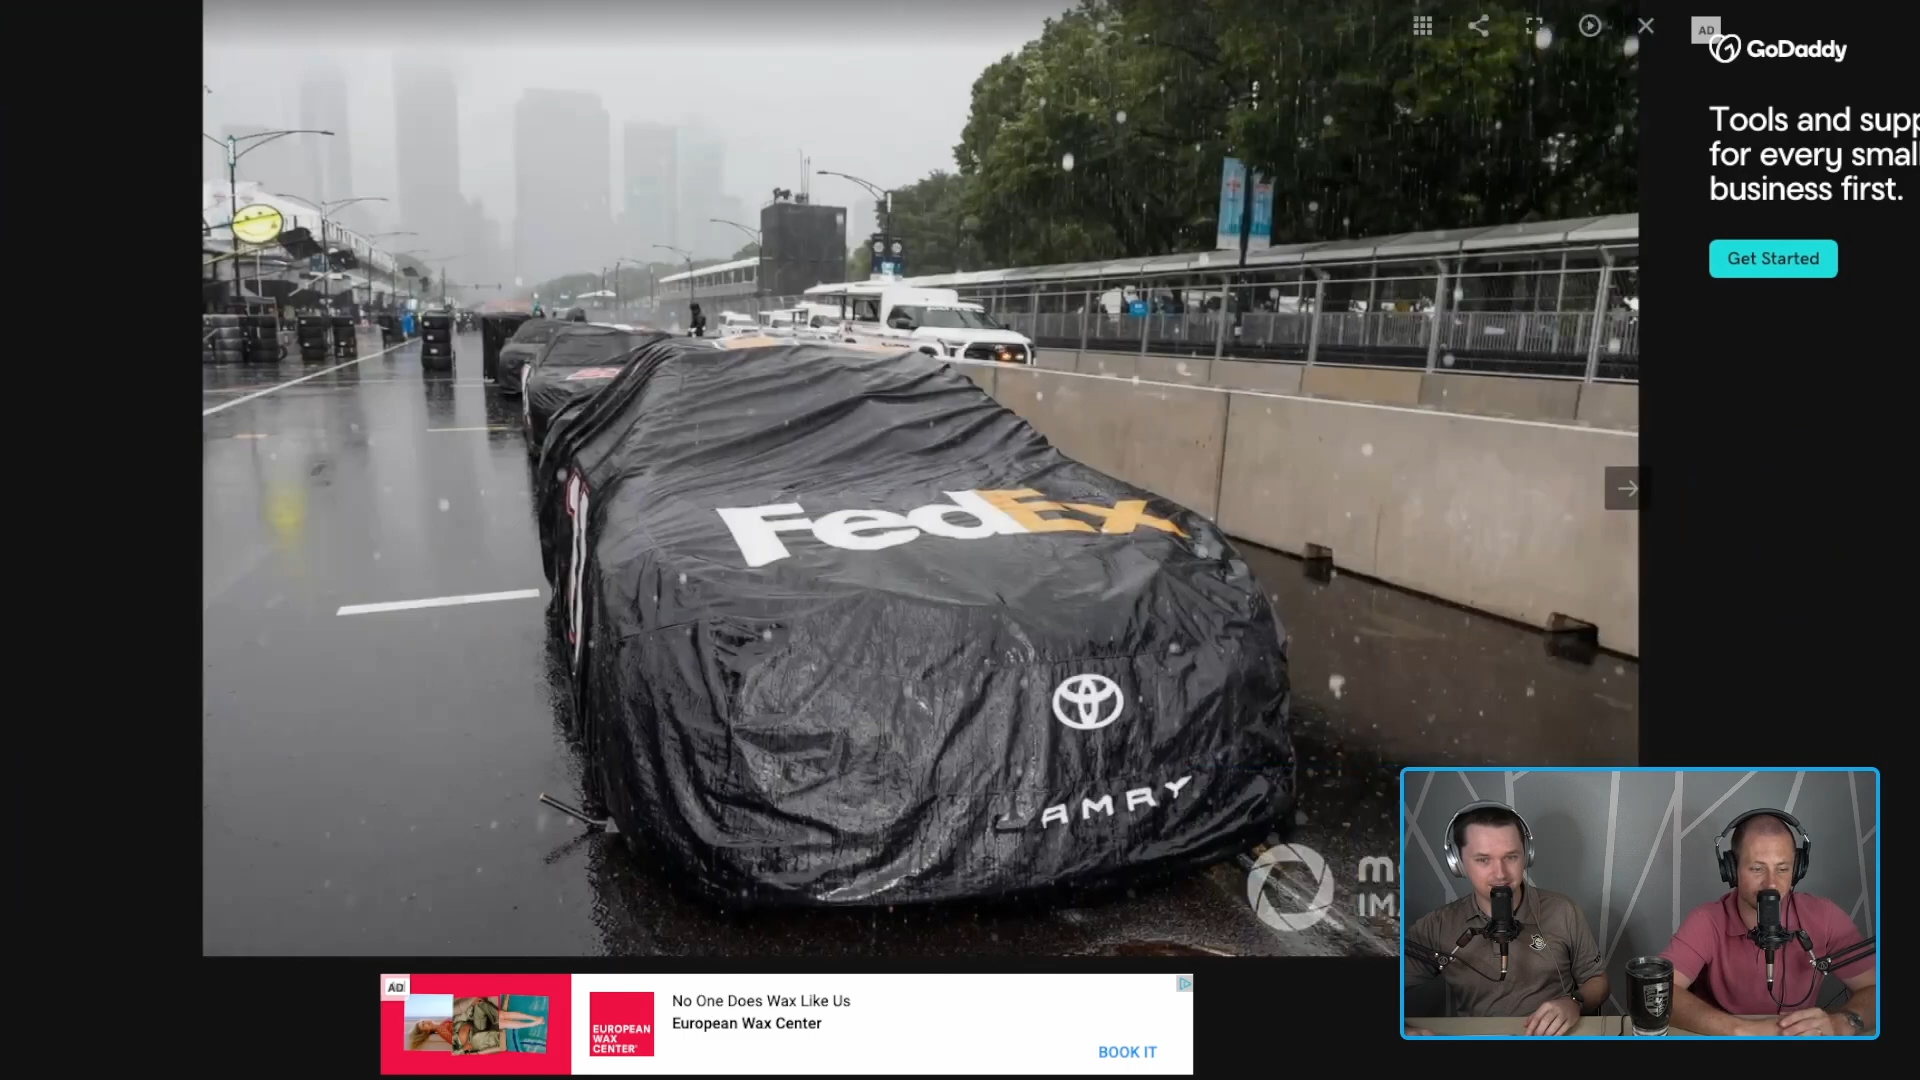 AD
GoDaddy
Tools and supp
for every small
business first.
Get Started
FedEx
AMRY
AD
EUROPEAN
WAX
CENTER
No One Does Wax Like Us
European Wax Center
BOOK IT